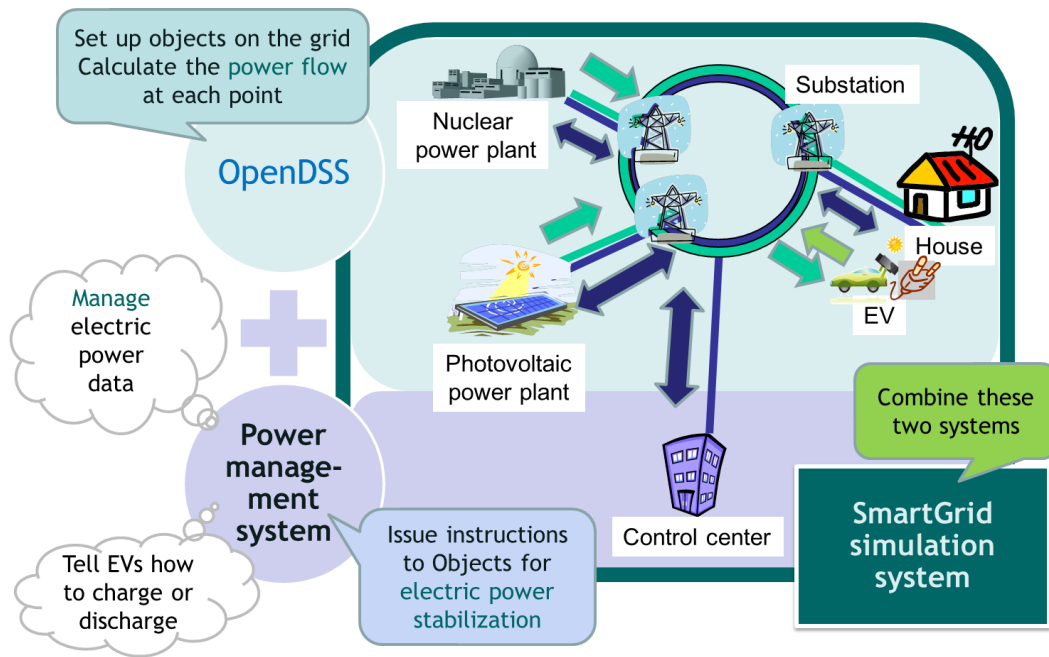 Set up objects on the grid
Calculate the power flow
at each point
OpenDSS
Nuclear
power plant
Substation
House
EV
Photovoltaic
power plant
Manage
electric
power
data
Power
manage-
ment
system
Tell EVs how
to charge or
discharge
Issue instructions
to Objects for
electric power
stabilization
Control center
Combine these
two systems
SmartGrid
simulation
system